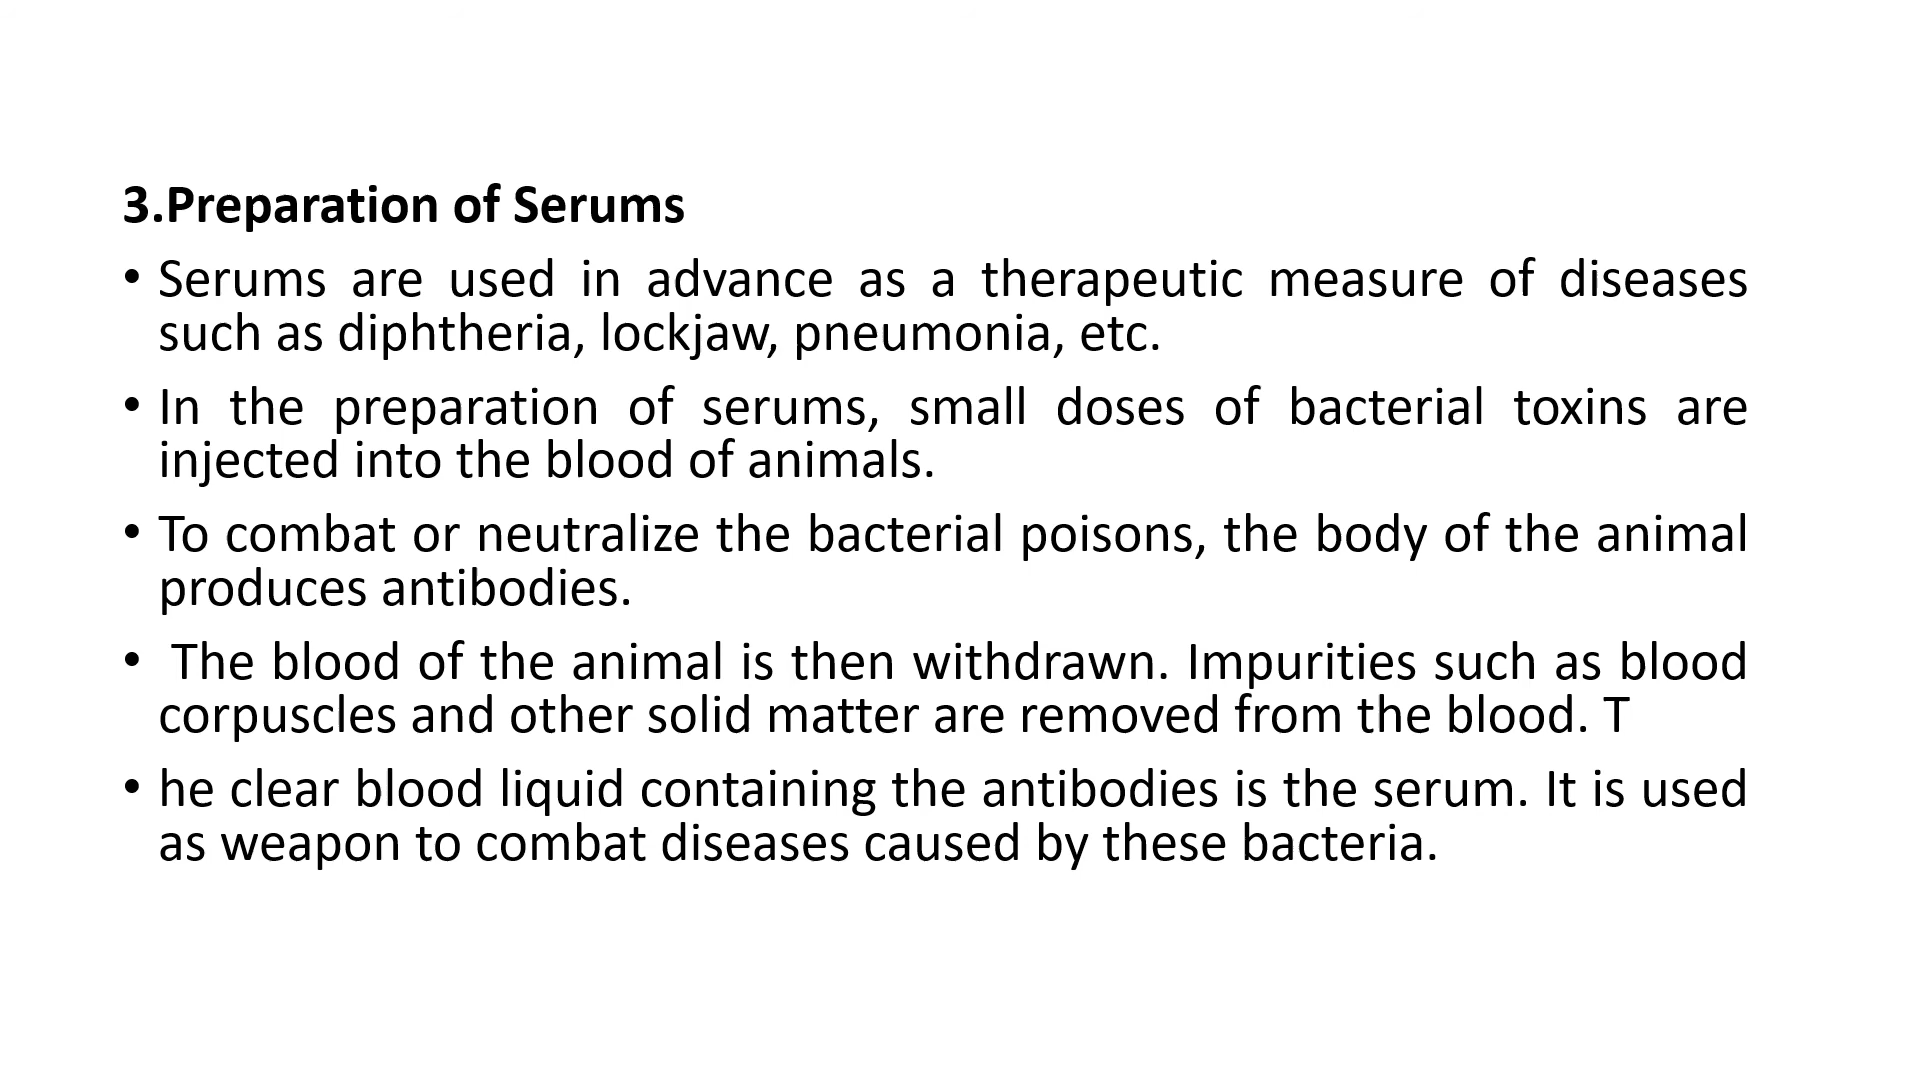 3.Preparation of Serums
• Serums are used in advance as a therapeutic measure of diseases
such as diphtheria, lockjaw, pneumonia, etc.
• In the preparation of serums, small doses of bacterial toxins are
injected into the blood of animals.
• To combat or neutralize the bacterial poisons, the body of the animal
produces antibodies.
• The blood of the animal is then withdrawn. Impurities such as blood
corpuscles and other solid matter are removed from the blood. T
• he clear blood liquid containing the antibodies is the serum. It is used
as weapon to combat diseases caused by these bacteria.